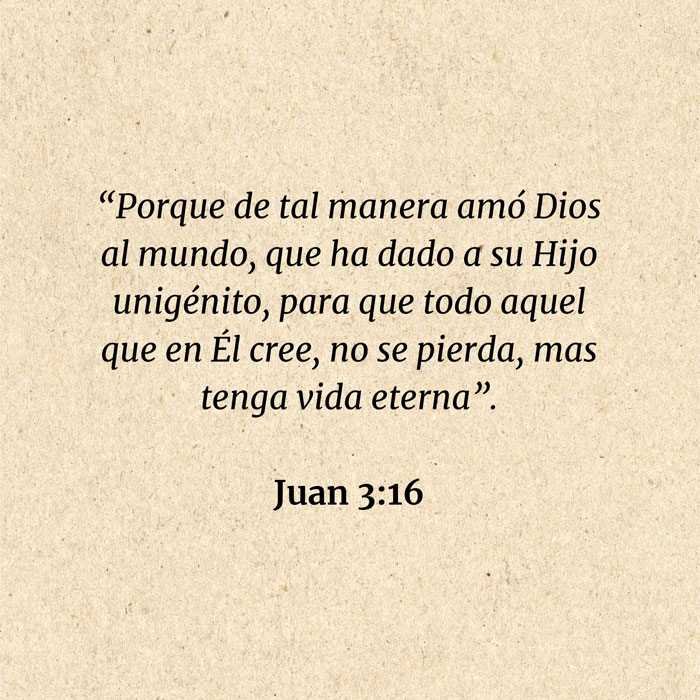 “Porque de tal manera amó Dios
al mundo, que ha dado a su Hijo
unigénito, para que todo aquel
que en Él cree, no se pierda, mas
tenga vida eterna”.
Juan 3:16